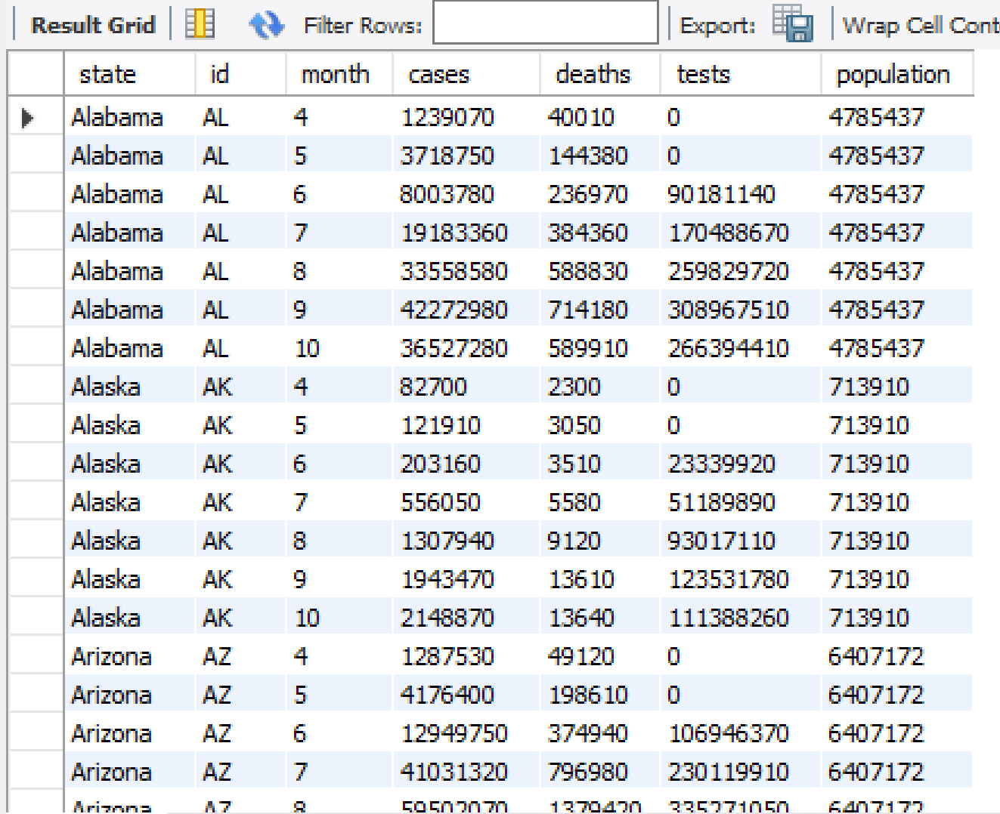 Result Grid Filter Rows: Export: Wrap Cell Cont
state id month cases deaths tests population
Alabama AL 4 1239070 40010 0 4785437
Alabama AL 5 3718750 144380 0 4785437
Alabama AL 6 8003780 236970 90181140 4785437
Alabama AL 7 19183360 384360 170488670 4785437
Alabama AL 8 33558580 588830 259829720 4785437
Alabama AL 9 42272980 714180 308967510 4785437
Alabama AL 10 36527280 589910 266394410 4785437
Alaska AK 4 82700 2300 0 713910
Alaska AK 5 121910 3050 0 713910
Alaska AK 6 203160 3510 23339920 713910
Alaska AK 7 556050 5580 51189890 713910
Alaska AK 8 1307940 9120 93017110 713910
Alaska AK 9 1943470 13610 123531780 713910
Alaska AK 10 2148870 13640 111388260 713910
Arizona AZ 4 1287530 49120 0 6407172
Arizona AZ 5 4176400 198610 0 6407172
Arizona AZ 6 12949750 374940 106946370 6407172
Arizona AZ 7 41031320 796980 230119910 6407172
Arizona AZ 8 59502070 1379420 335271050 6407172